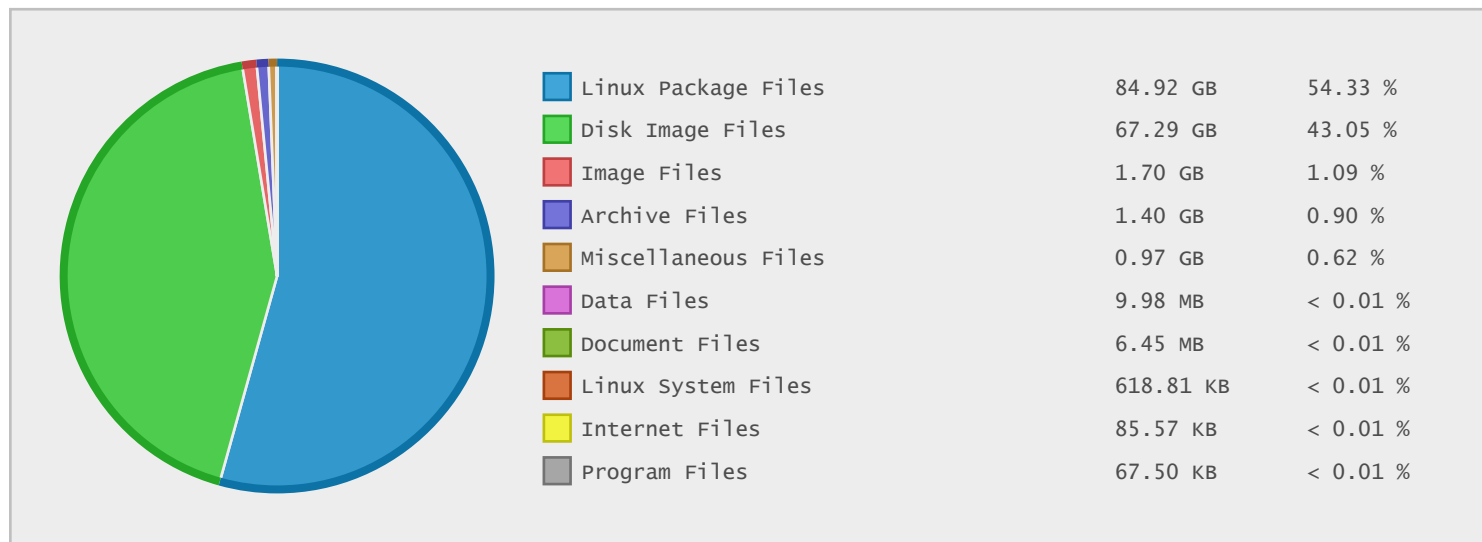 Linux Package Files 84.92 GB 54.33 %
Disk Image Files 67.29 GB 43.05 %
Image Files 1.70 GB 1.09 %
Archive Files 1.40 GB 0.90 %
Miscellaneous Files 0.97 GB 0.62 %
Data Files 9.98 MB < 0.01 %
Document Files 6.45 MB < 0.01 %
Linux System Files 618.81 KB < 0.01 %
Internet Files 85.57 KB < 0.01 %
Program Files 67.50 KB < 0.01 %